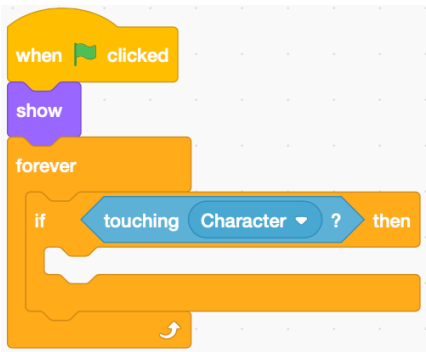 when clicked
show
forever
if touching Character ? then